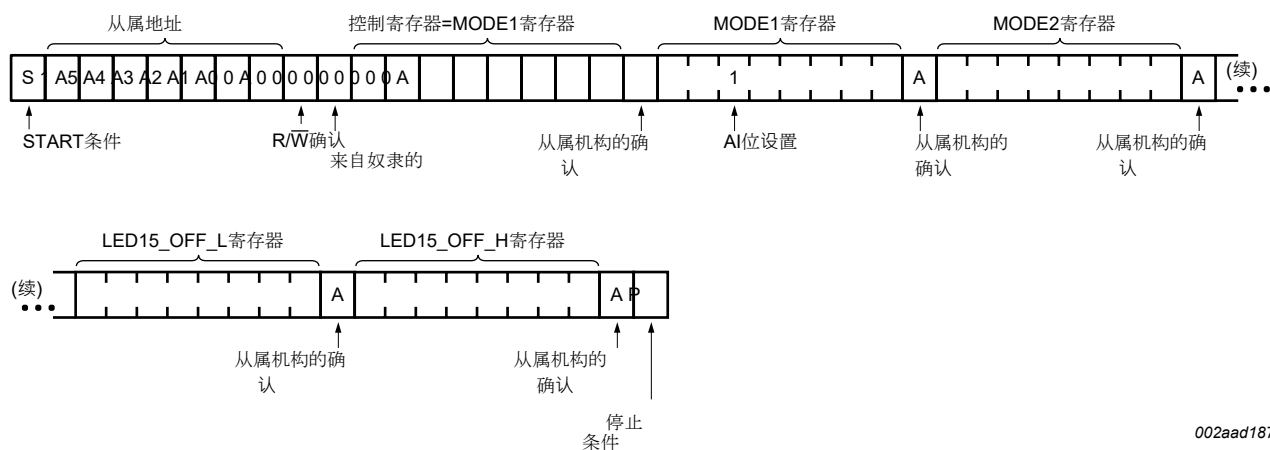 从属地址 控制寄存器=MODE1寄存器 MODE1寄存器 MODE2寄存器
S 1 A5 A4 A3 A2 A1 A0 0 A 0 0 0 0 0 0 0 0 A 1 A A (续)
START条件 R/W确认 来自奴隶的 从属机构的确认 AI位设置 从属机构的确认 从属机构的确认
LED15_OFF_L寄存器 LED15_OFF_H寄存器
(续) A A P
从属机构的确认 从属机构的确认
停止条件
002aad187